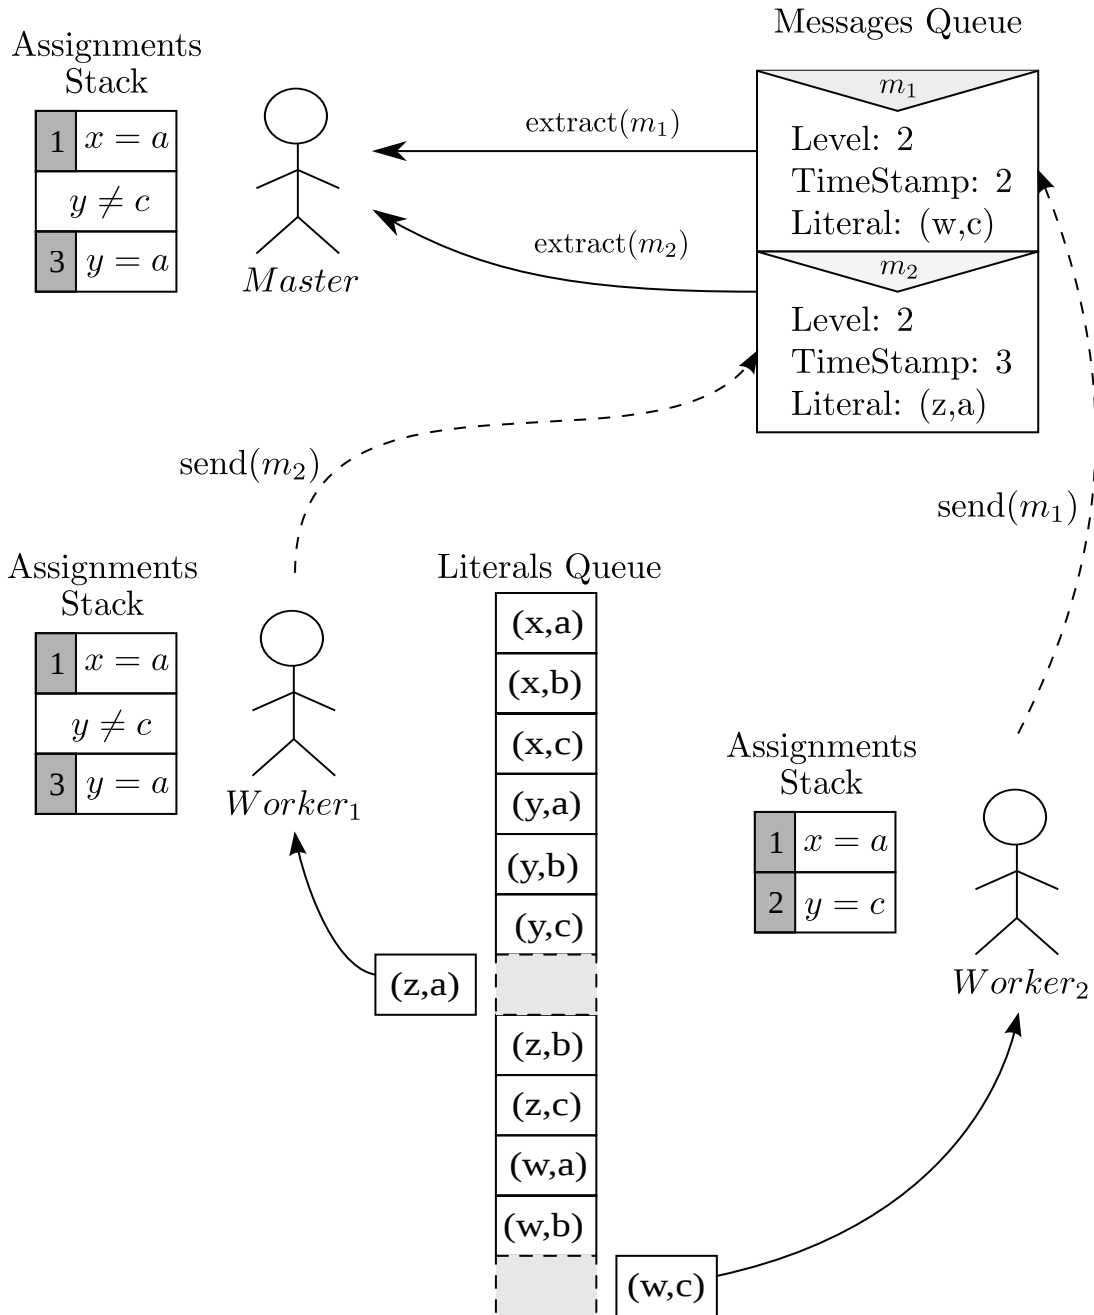 Messages Queue
Assignments
Stack
1 x = a
y ≠ c
3 y = a
Master
extract(m₁)
extract(m₂)
m₁
Level: 2
TimeStamp: 2
Literal: (w,c)
m₂
Level: 2
TimeStamp: 3
Literal: (z,a)
send(m₂)
send(m₁)
Assignments
Stack
1 x = a
y ≠ c
3 y = a
Worker₁
Literals Queue
(x,a)
(x,b)
(x,c)
(y,a)
(y,b)
(y,c)
(z,a)
(z,b)
(z,c)
(w,a)
(w,b)
(w,c)
Assignments
Stack
1 x = a
2 y = c
Worker₂